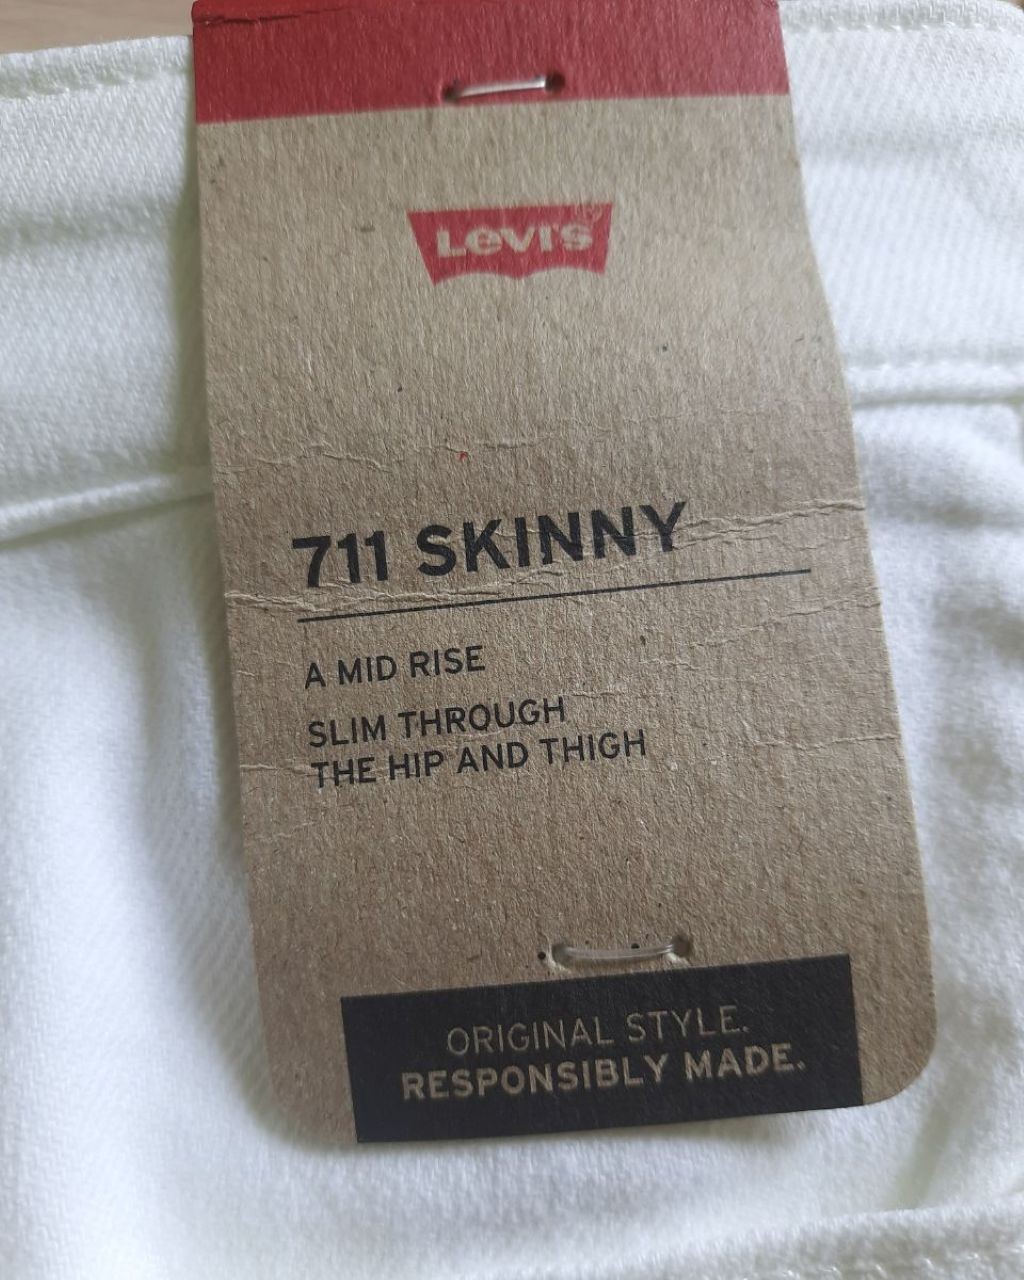 Levi's
711 SKINNY
A MID RISE
SLIM THROUGH
THE HIP AND THIGH
ORIGINAL STYLE.
RESPONSIBLY MADE.